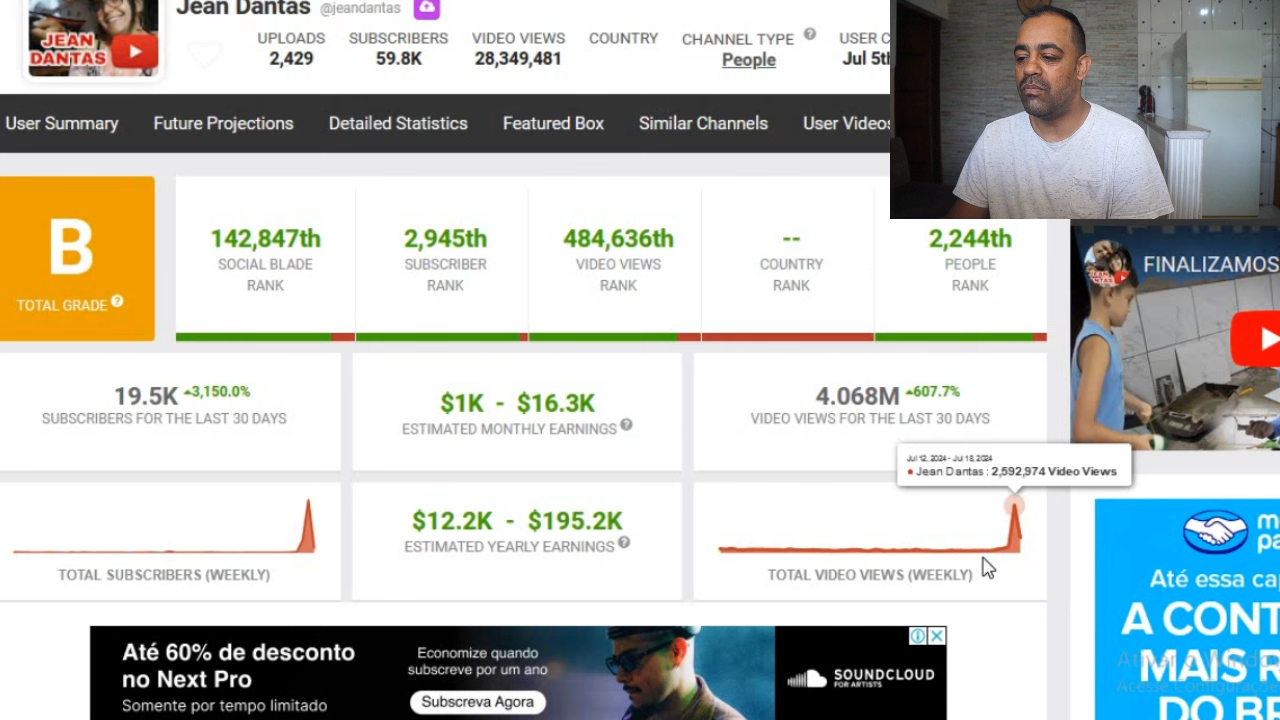 Jean Dantas @jeandantas
JEAN
DANTAS
UPLOADS
2,429
SUBSCRIBERS
59.8K
VIDEO VIEWS
28,349,481
COUNTRY
CHANNEL TYPE ?
People
USER C
Jul 5th
User Summary
Future Projections
Detailed Statistics
Featured Box
Similar Channels
User Videos
B
TOTAL GRADE ?
142,847th
SOCIAL BLADE
RANK
2,945th
SUBSCRIBER
RANK
484,636th
VIDEO VIEWS
RANK
--
COUNTRY
RANK
2,244th
PEOPLE
RANK
FINALIZAMOS
19.5K 3,150.0%
SUBSCRIBERS FOR THE LAST 30 DAYS
$1K - $16.3K
ESTIMATED MONTHLY EARNINGS ?
4.068M 607.7%
VIDEO VIEWS FOR THE LAST 30 DAYS
Jul 12, 2024 - Jul 18, 2024
Jean Dantas : 2,592,974 Video Views
TOTAL SUBSCRIBERS (WEEKLY)
$12.2K - $195.2K
ESTIMATED YEARLY EARNINGS ?
TOTAL VIDEO VIEWS (WEEKLY)
Até 60% de desconto
no Next Pro
Somente por tempo limitado
Economize quando
subscreve por um ano
Subscreva Agora
SOUNDCLOUD
FOR ARTISTS
m
pa
Até essa ca
A CONT
MAIS R
DO BR